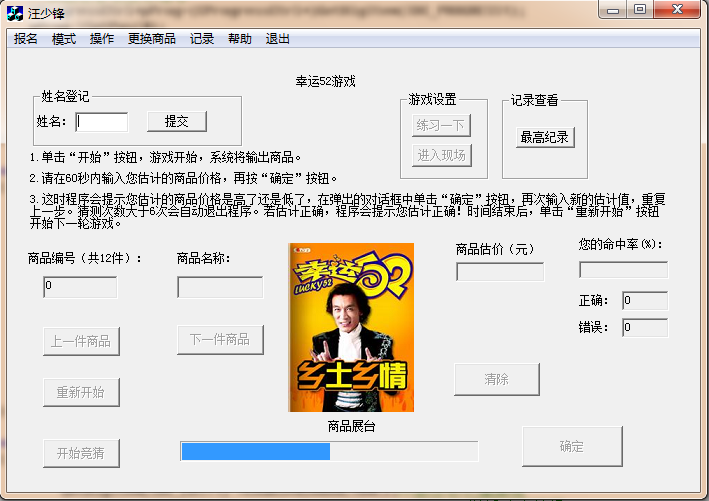 汪少锋
报名 模式 操作 更换商品 记录 帮助 退出
幸运52游戏
姓名登记
姓名：
提交
游戏设置
练习一下
进入现场
记录查看
最高纪录
1.单击“开始”按钮，游戏开始，系统将输出商品。
2.请在60秒内输入您估计的商品价格，再按“确定”按钮。
3.这时程序会提示您估计的商品价格是高了还是低了，在弹出的对话框中单击“确定”按钮，再次输入新的估计值，重复
上一步。猜测次数大于6次会自动退出程序。若估计正确，程序会提示您估计正确！时间结束后，单击“重新开始”按钮
开始下一轮游戏。
商品编号（共12件）：
0
商品名称：
商品估价（元）
您的命中率(%)：
正确： 0
错误： 0
上一件商品
下一件商品
重新开始
开始竞猜
幸运52
LUCKY52
乡土乡情
商品展台
清除
确定